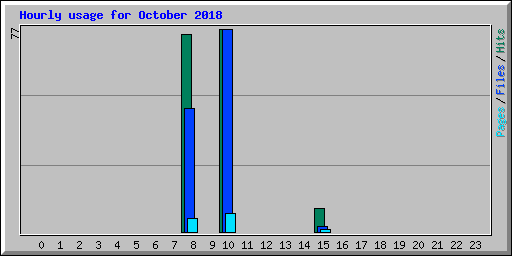 Hourly usage for October 2018
77
Pages/Files/Hits
0 1 2 3 4 5 6 7 8 9 10 11 12 13 14 15 16 17 18 19 20 21 22 23